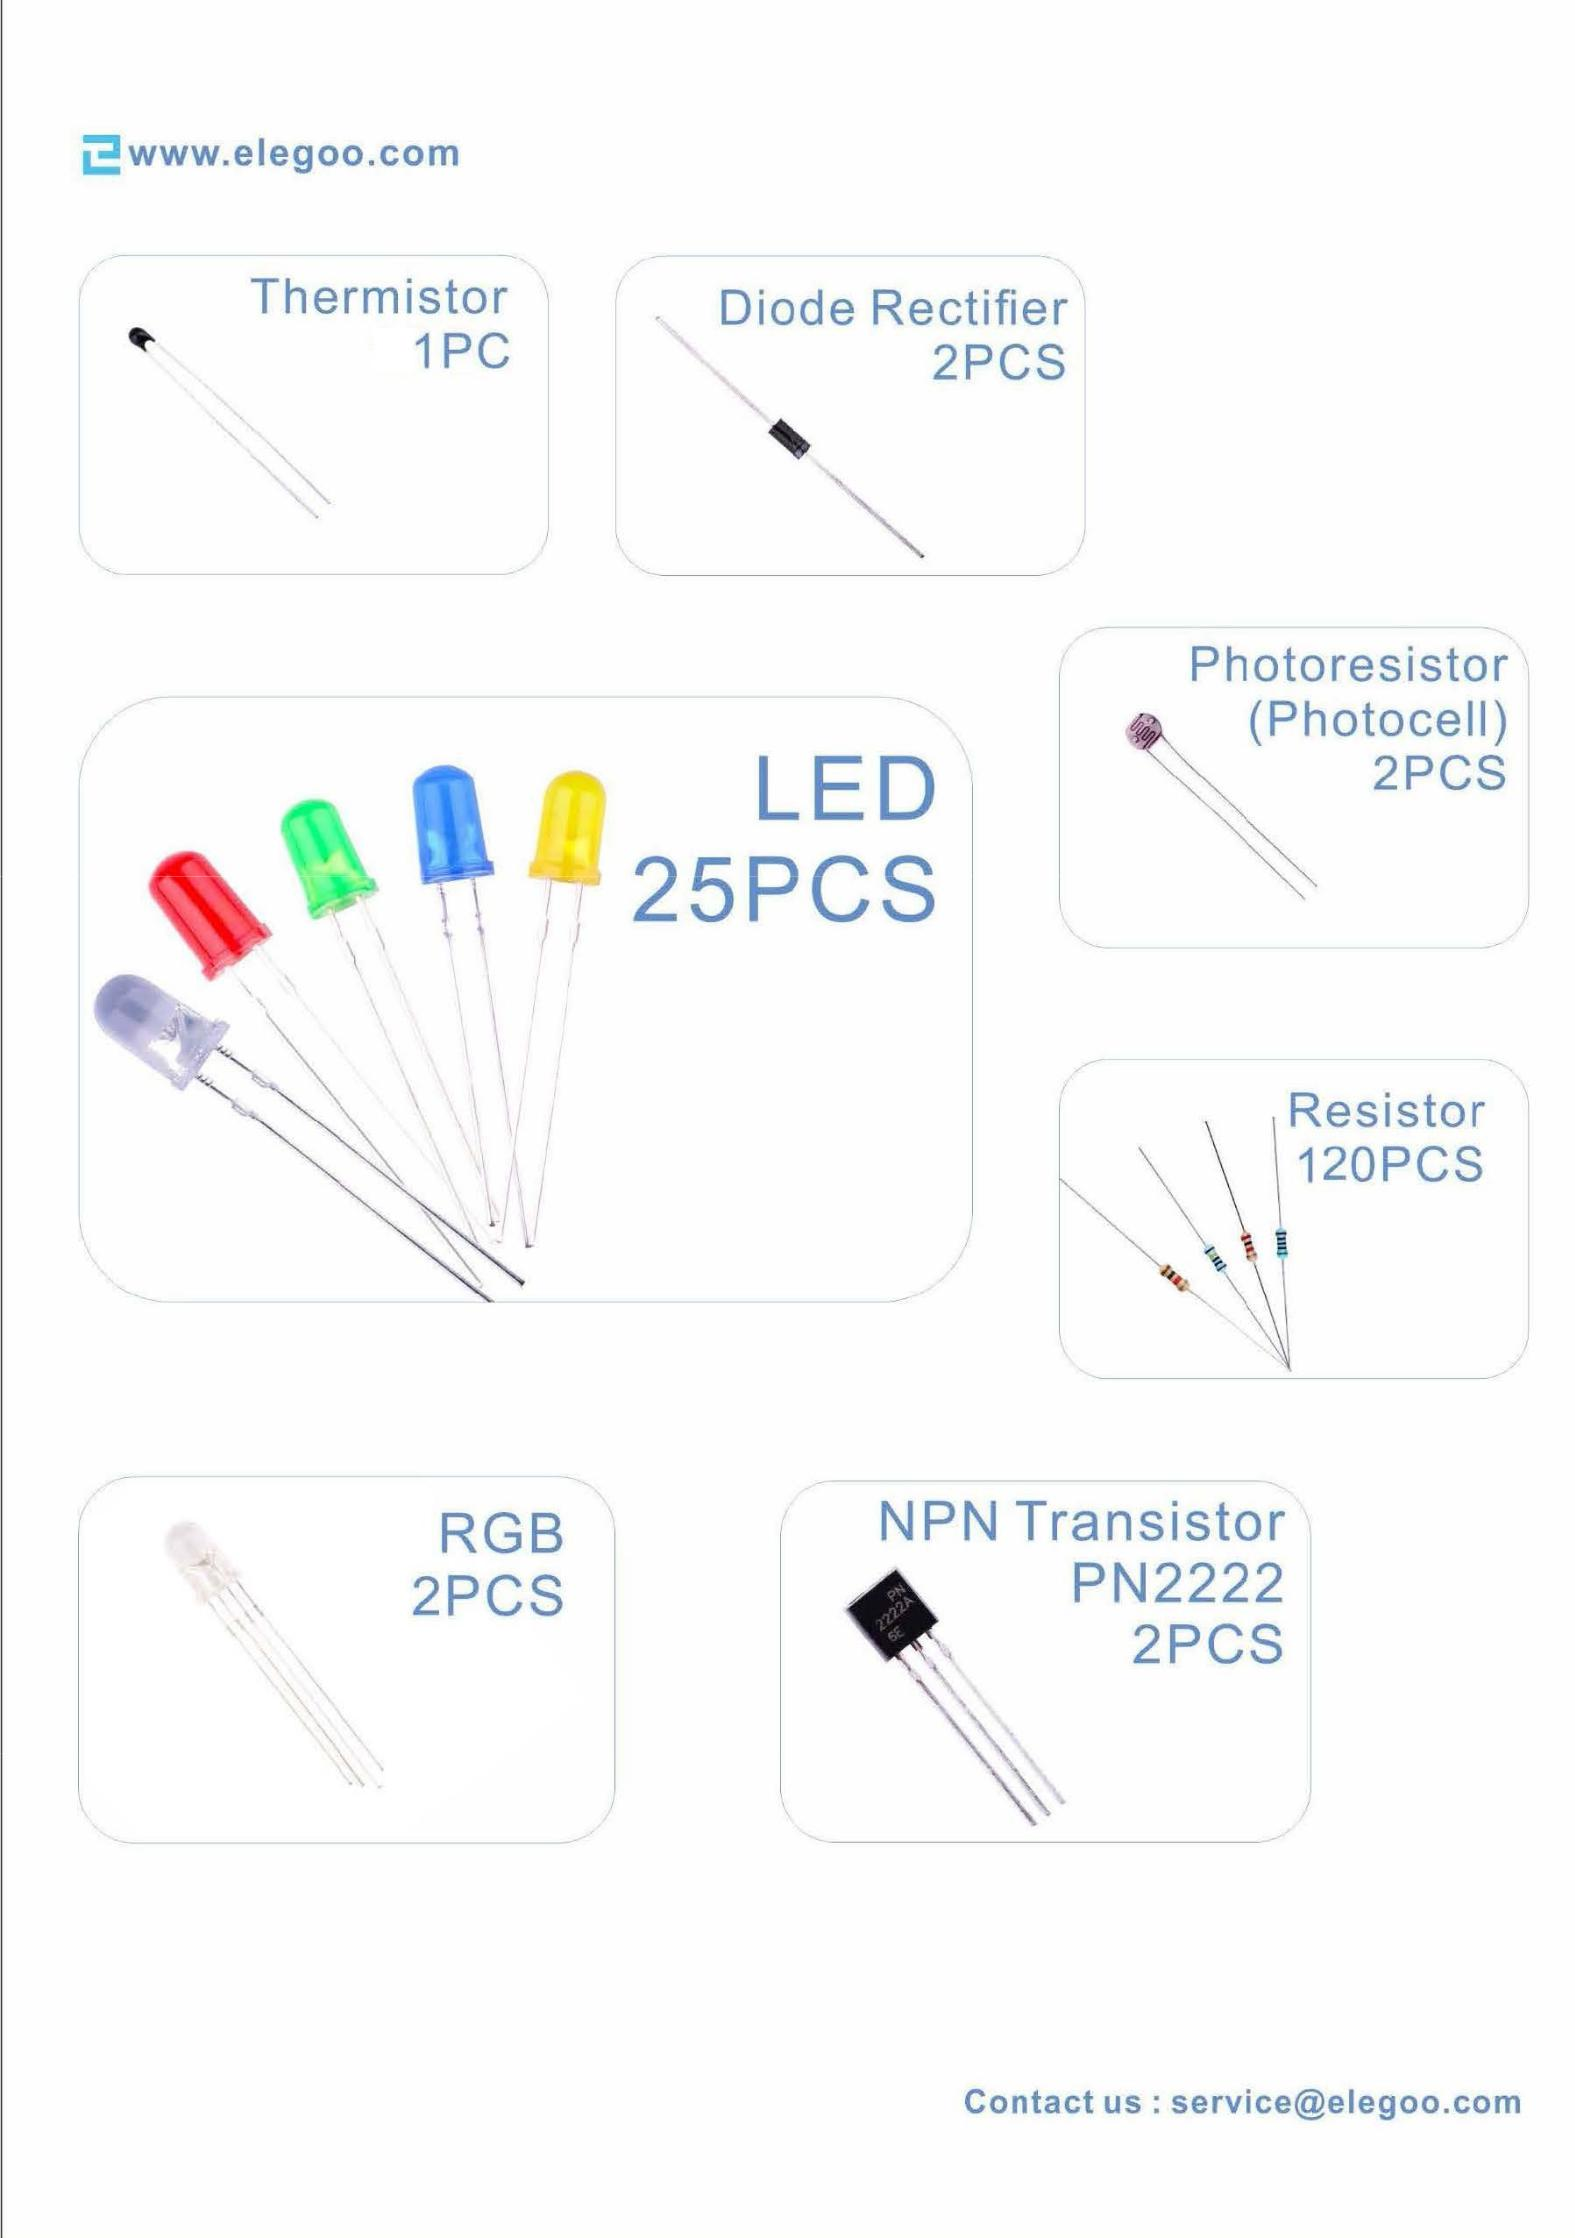 www.elegoo.com
Thermistor
1PC
Diode Rectifier
2PCS
Photoresistor
(Photocell)
2PCS
LED
25PCS
Resistor
120PCS
RGB
2PCS
NPN Transistor
PN2222
2PCS
PN
2222A
6E
Contact us : service@elegoo.com